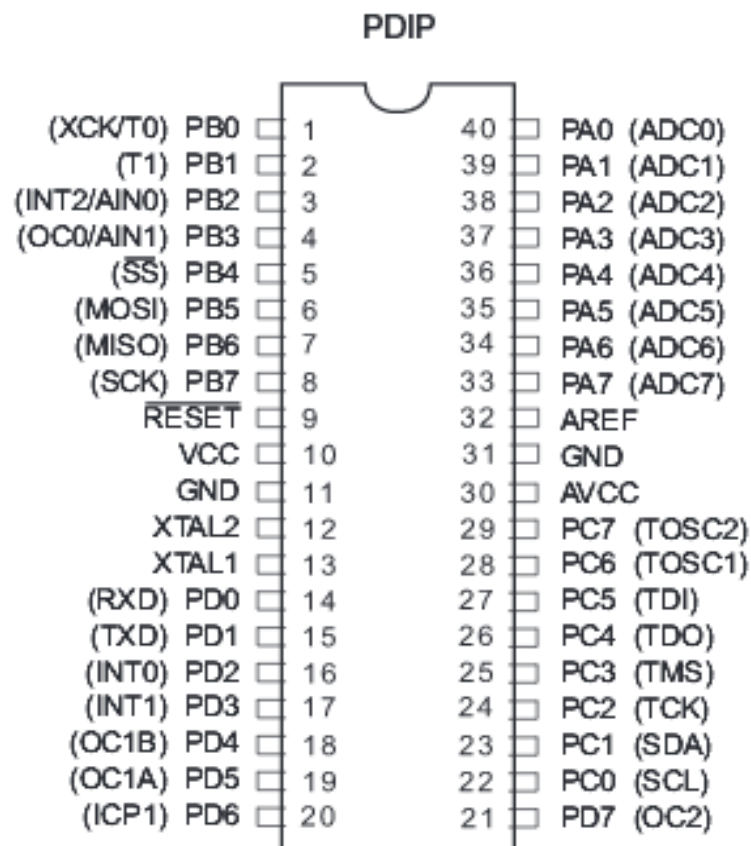 PDIP
(XCK/T0) PB0 1 40 PA0 (ADC0)
(T1) PB1 2 39 PA1 (ADC1)
(INT2/AIN0) PB2 3 38 PA2 (ADC2)
(OC0/AIN1) PB3 4 37 PA3 (ADC3)
(S̅S̅) PB4 5 36 PA4 (ADC4)
(MOSI) PB5 6 35 PA5 (ADC5)
(MISO) PB6 7 34 PA6 (ADC6)
(SCK) PB7 8 33 PA7 (ADC7)
R̅E̅S̅E̅T̅ 9 32 AREF
VCC 10 31 GND
GND 11 30 AVCC
XTAL2 12 29 PC7 (TOSC2)
XTAL1 13 28 PC6 (TOSC1)
(RXD) PD0 14 27 PC5 (TDI)
(TXD) PD1 15 26 PC4 (TDO)
(INT0) PD2 16 25 PC3 (TMS)
(INT1) PD3 17 24 PC2 (TCK)
(OC1B) PD4 18 23 PC1 (SDA)
(OC1A) PD5 19 22 PC0 (SCL)
(ICP1) PD6 20 21 PD7 (OC2)